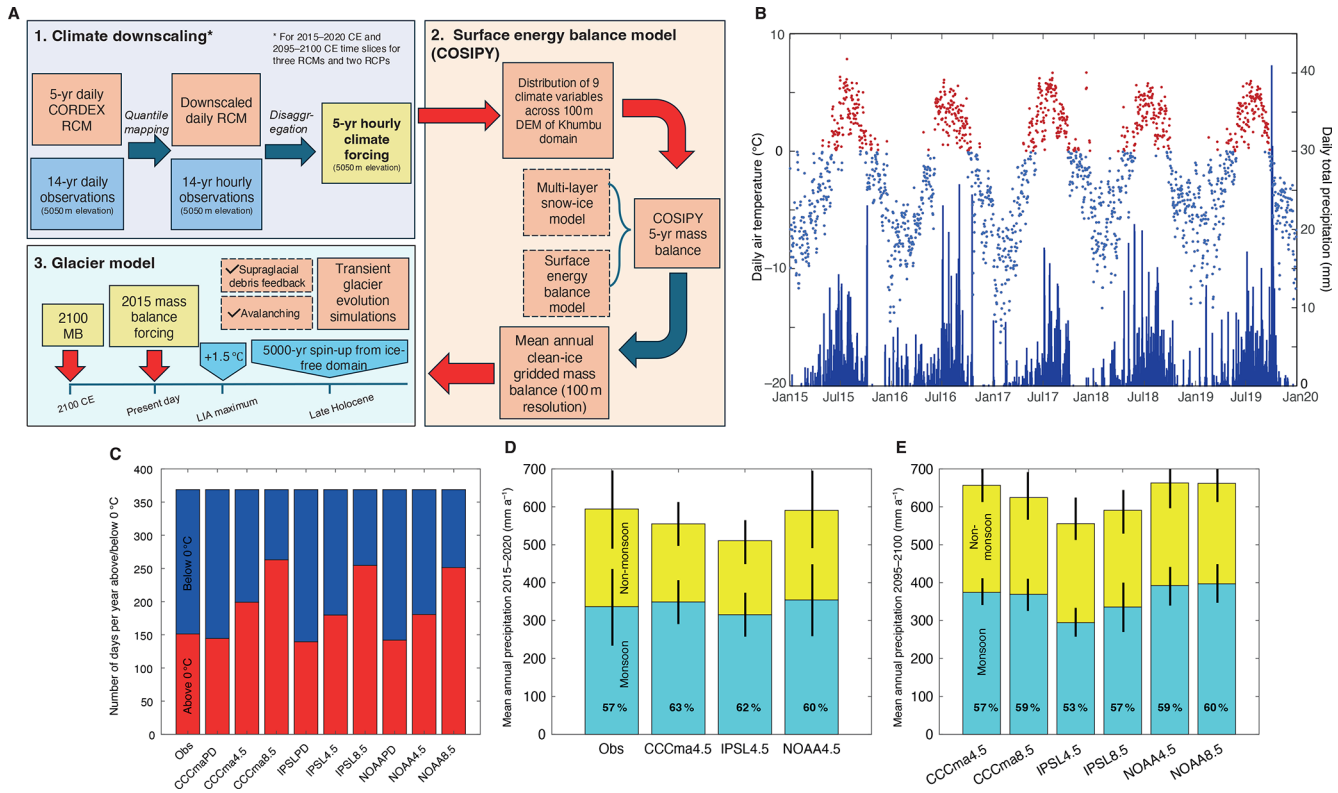 A
1. Climate downscaling*
* For 2015–2020 CE and
2095–2100 CE time slices for
three RCMs and two RCPs
5-yr daily
CORDEX
RCM
Quantile
mapping
Downscaled
daily RCM
Disaggr-
egation
5-yr hourly
climate
forcing
(5050 m elevation)
14-yr daily
observations
(5050 m elevation)
14-yr hourly
observations
(5050 m elevation)
2. Surface energy balance model
(COSIPY)
Distribution of 9
climate variables
across 100 m
DEM of Khumbu
domain
Multi-layer
snow-ice
model
Surface
energy
balance
model
COSIPY
5-yr mass
balance
Mean annual
clean-ice
gridded mass
balance (100 m
resolution)
3. Glacier model
2100
MB
2015 mass
balance
forcing
✓Supraglacial
debris feedback
✓Avalanching
Transient
glacier
evolution
simulations
+1.5 °C
5000-yr spin-up from ice-
free domain
2100 CE
Present day
LIA maximum
Late Holocene
B
10
0
−10
−20
Daily air temperature (°C)
40
30
20
10
0
Daily total precipitation (mm)
Jan15
Jul15
Jan16
Jul16
Jan17
Jul17
Jan18
Jul18
Jan19
Jul19
Jan20
C
Number of days per year above/below 0 °C
400
350
300
250
200
150
100
50
0
Below 0 °C
Above 0 °C
Obs
CCCmaPD
CCCma4.5
CCCma8.5
IPSLPD
IPSL4.5
IPSL8.5
NOAAPD
NOAA4.5
NOAA8.5
D
Mean annual precipitation 2015–2020 (mm a⁻¹)
700
600
500
400
300
200
100
0
Non-monsoon
Monsoon
57 %
63 %
62 %
60 %
Obs
CCCma4.5
IPSL4.5
NOAA4.5
E
Mean annual precipitation 2095–2100 (mm a⁻¹)
700
600
500
400
300
200
100
0
Non-
monsoon
Monsoon
57 %
59 %
53 %
57 %
59 %
60 %
CCCma4.5
CCCma8.5
IPSL4.5
IPSL8.5
NOAA4.5
NOAA8.5